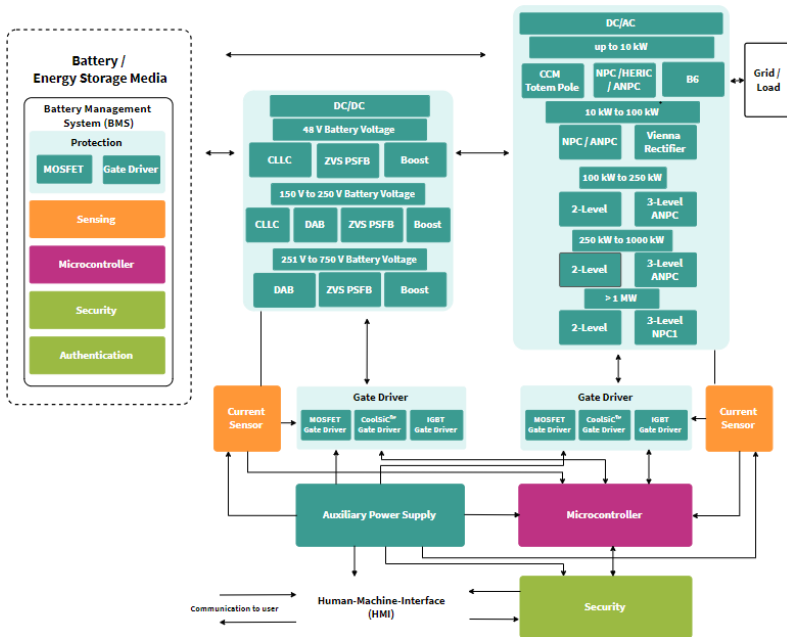 Battery /
Energy Storage Media
Battery Management
System (BMS)
Protection
MOSFET
Gate Driver
Sensing
Microcontroller
Security
Authentication
DC/DC
48 V Battery Voltage
CLLC
ZVS PSFB
Boost
150 V to 250 V Battery Voltage
CLLC
DAB
ZVS PSFB
Boost
251 V to 750 V Battery Voltage
DAB
ZVS PSFB
Boost
DC/AC
up to 10 kW
CCM
Totem Pole
NPC /HERIC
/ ANPC
B6
10 kW to 100 kW
NPC / ANPC
Vienna
Rectifier
100 kW to 250 kW
2-Level
3-Level
ANPC
250 kW to 1000 kW
2-Level
3-Level
ANPC
> 1 MW
2-Level
3-Level
NPC1
Grid /
Load
Current
Sensor
Gate Driver
MOSFET
Gate Driver
CoolSiC™
Gate Driver
IGBT
Gate Driver
Gate Driver
MOSFET
Gate Driver
CoolSiC™
Gate Driver
IGBT
Gate Driver
Current
Sensor
Auxiliary Power Supply
Microcontroller
Communication to user
Human-Machine-Interface
(HMI)
Security